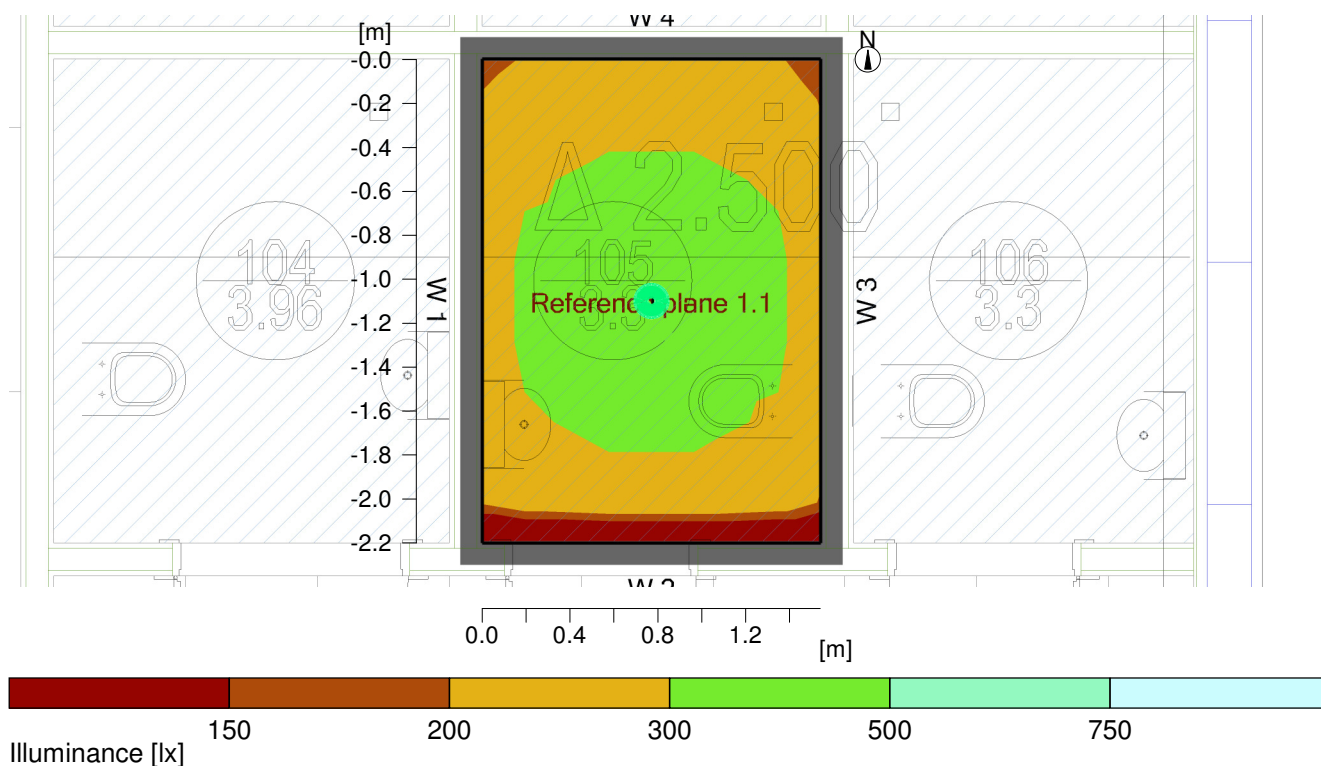 W 4
[m]
N
-0.0
-0.2
-0.4
-0.6
-0.8
-1.0
-1.2
-1.4
-1.6
-1.8
-2.0
-2.2
Δ 2.500
104
3.96
W 1
105
3.3
Reference plane 1.1
W 3
106
3.3
W 2
0.0 0.4 0.8 1.2
[m]
150 200 300 500 750
Illuminance [lx]